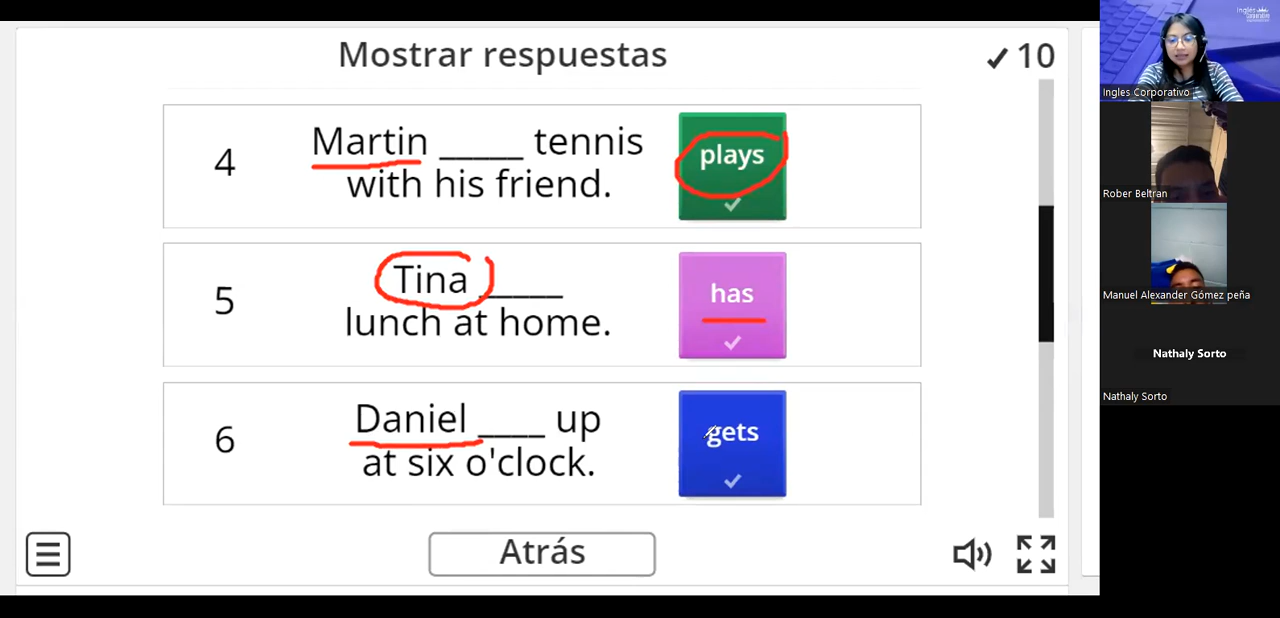 Mostrar respuestas
10
4
Martin _____ tennis
with his friend.
plays
5
Tina _____
lunch at home.
has
6
Daniel ____ up
at six o'clock.
gets
Atrás
Inglés
Ingles Corporativo
Rober Beltran
Manuel Alexander Gómez peña
Nathaly Sorto
Nathaly Sorto